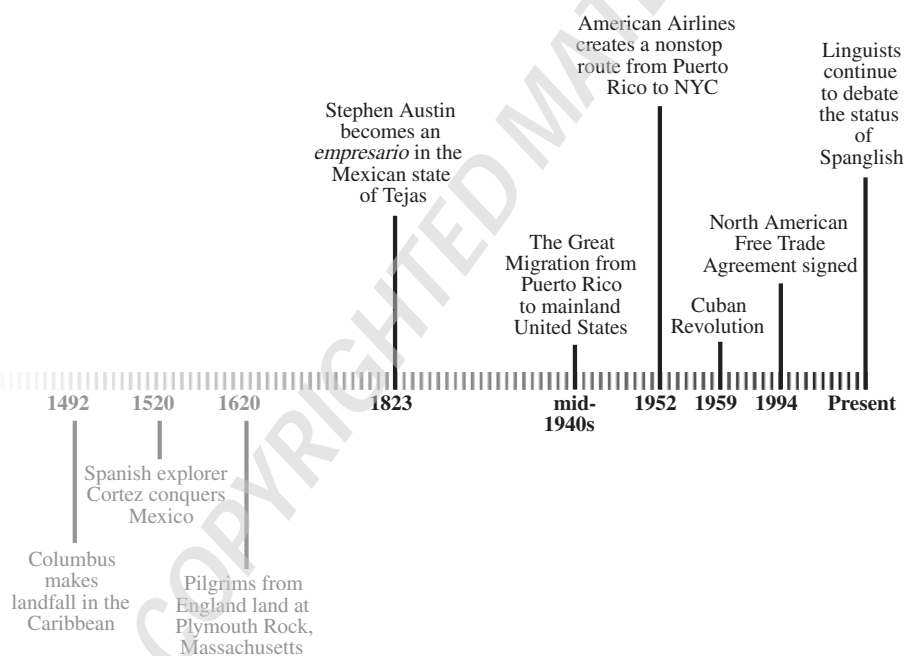 American Airlines
creates a nonstop
route from Puerto
Rico to NYC
Linguists
continue
to debate
the status
of
Spanglish
Stephen Austin
becomes an
empresario in the
Mexican state
of Tejas
North American
Free Trade
Agreement signed
The Great
Migration from
Puerto Rico
to mainland
United States
Cuban
Revolution
1492
1520
1620
1823
mid-
1940s
1952
1959
1994
Present
Spanish explorer
Cortez conquers
Mexico
Columbus
makes
landfall in the
Caribbean
Pilgrims from
England land at
Plymouth Rock,
Massachusetts
COPYRIGHTED MATE